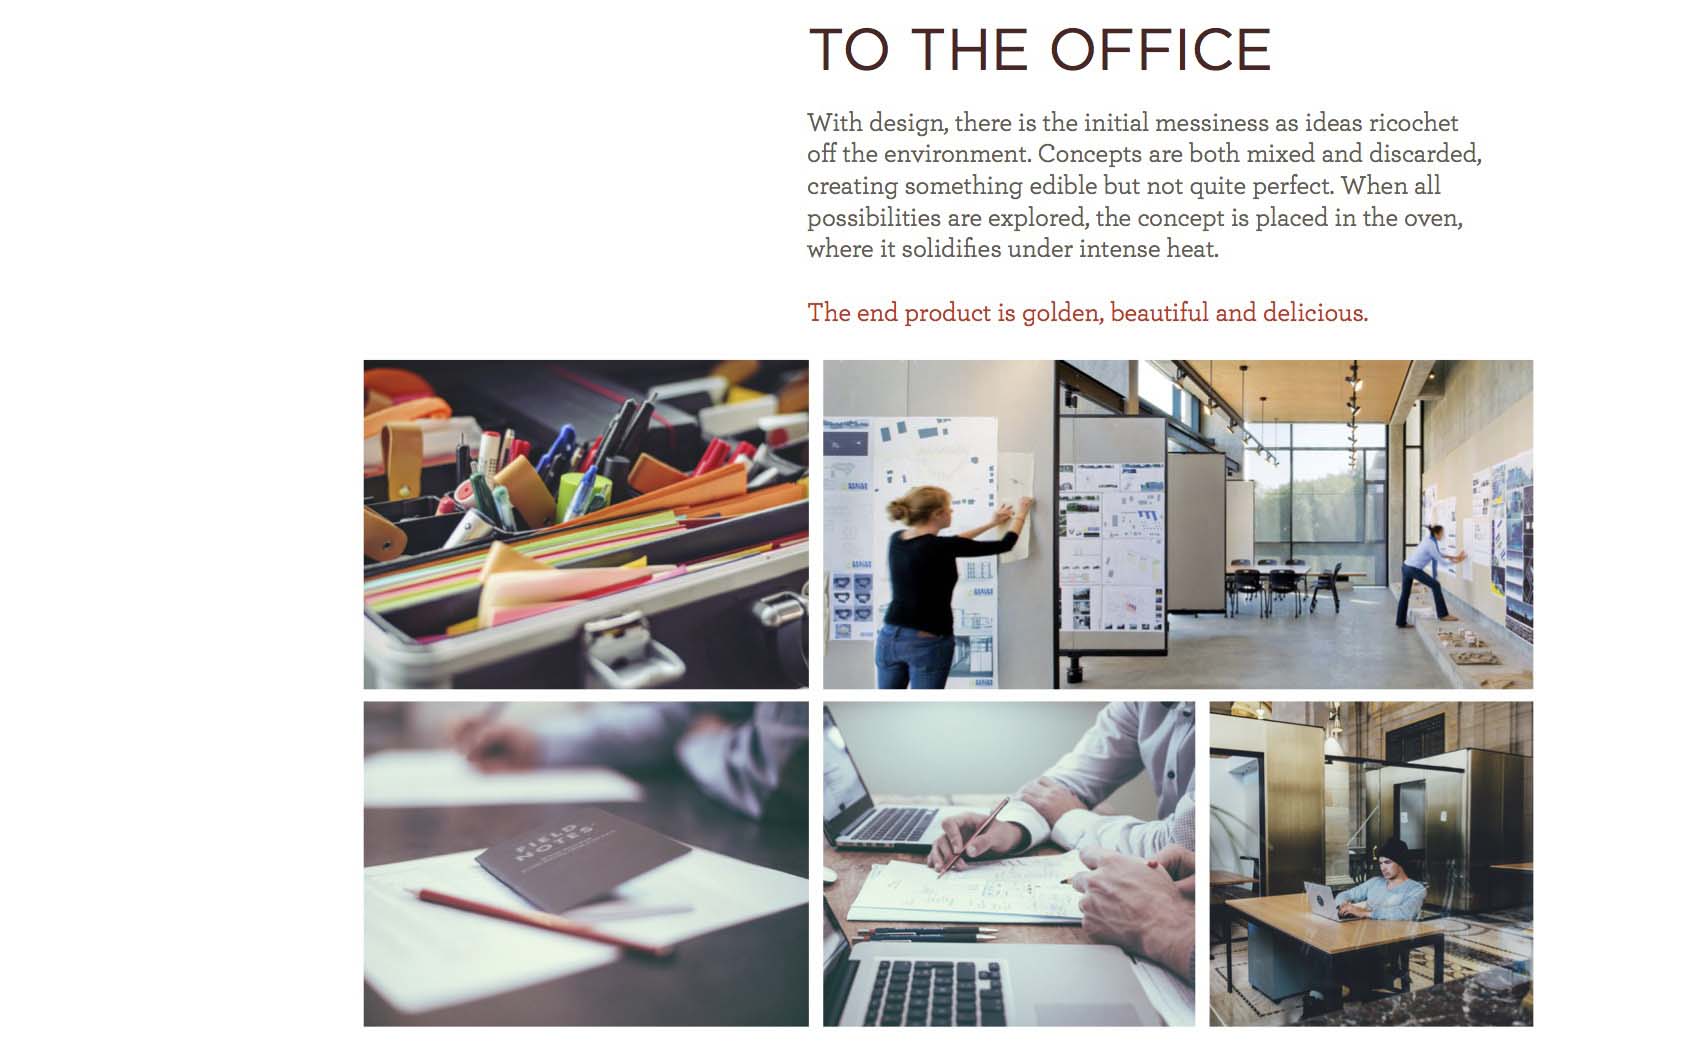 TO THE OFFICE
With design, there is the initial messiness as ideas ricochet
off the environment. Concepts are both mixed and discarded,
creating something edible but not quite perfect. When all
possibilities are explored, the concept is placed in the oven,
where it solidifies under intense heat.
The end product is golden, beautiful and delicious.
FIELD
NOTES